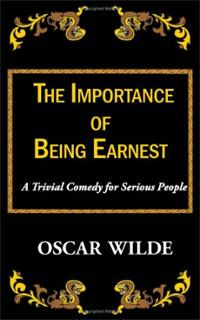 THE IMPORTANCE
OF
BEING EARNEST
A Trivial Comedy for Serious People
OSCAR WILDE